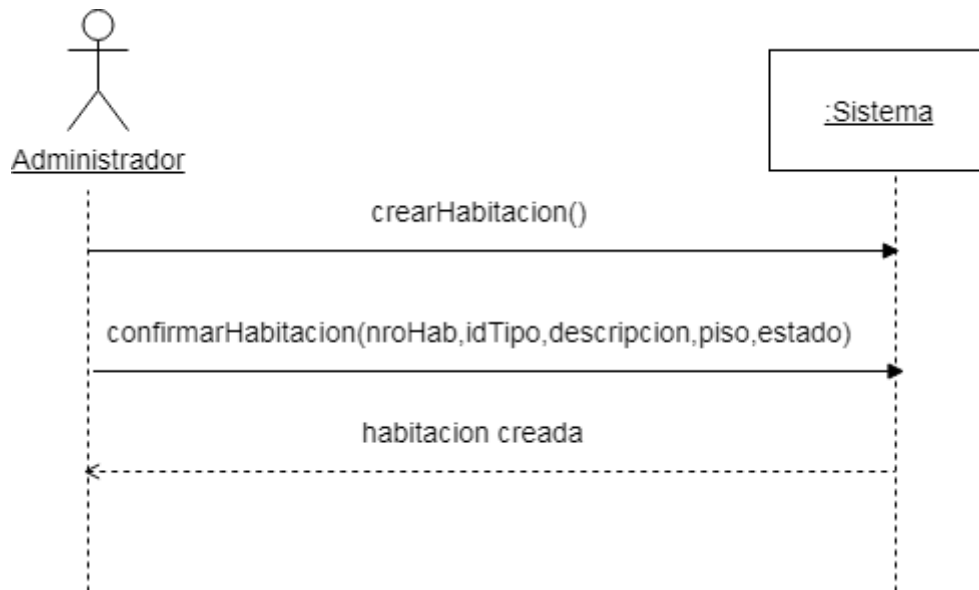 :Sistema
Administrador
crearHabitacion()
confirmarHabitacion(nroHab,idTipo,descripcion,piso,estado)
habitacion creada